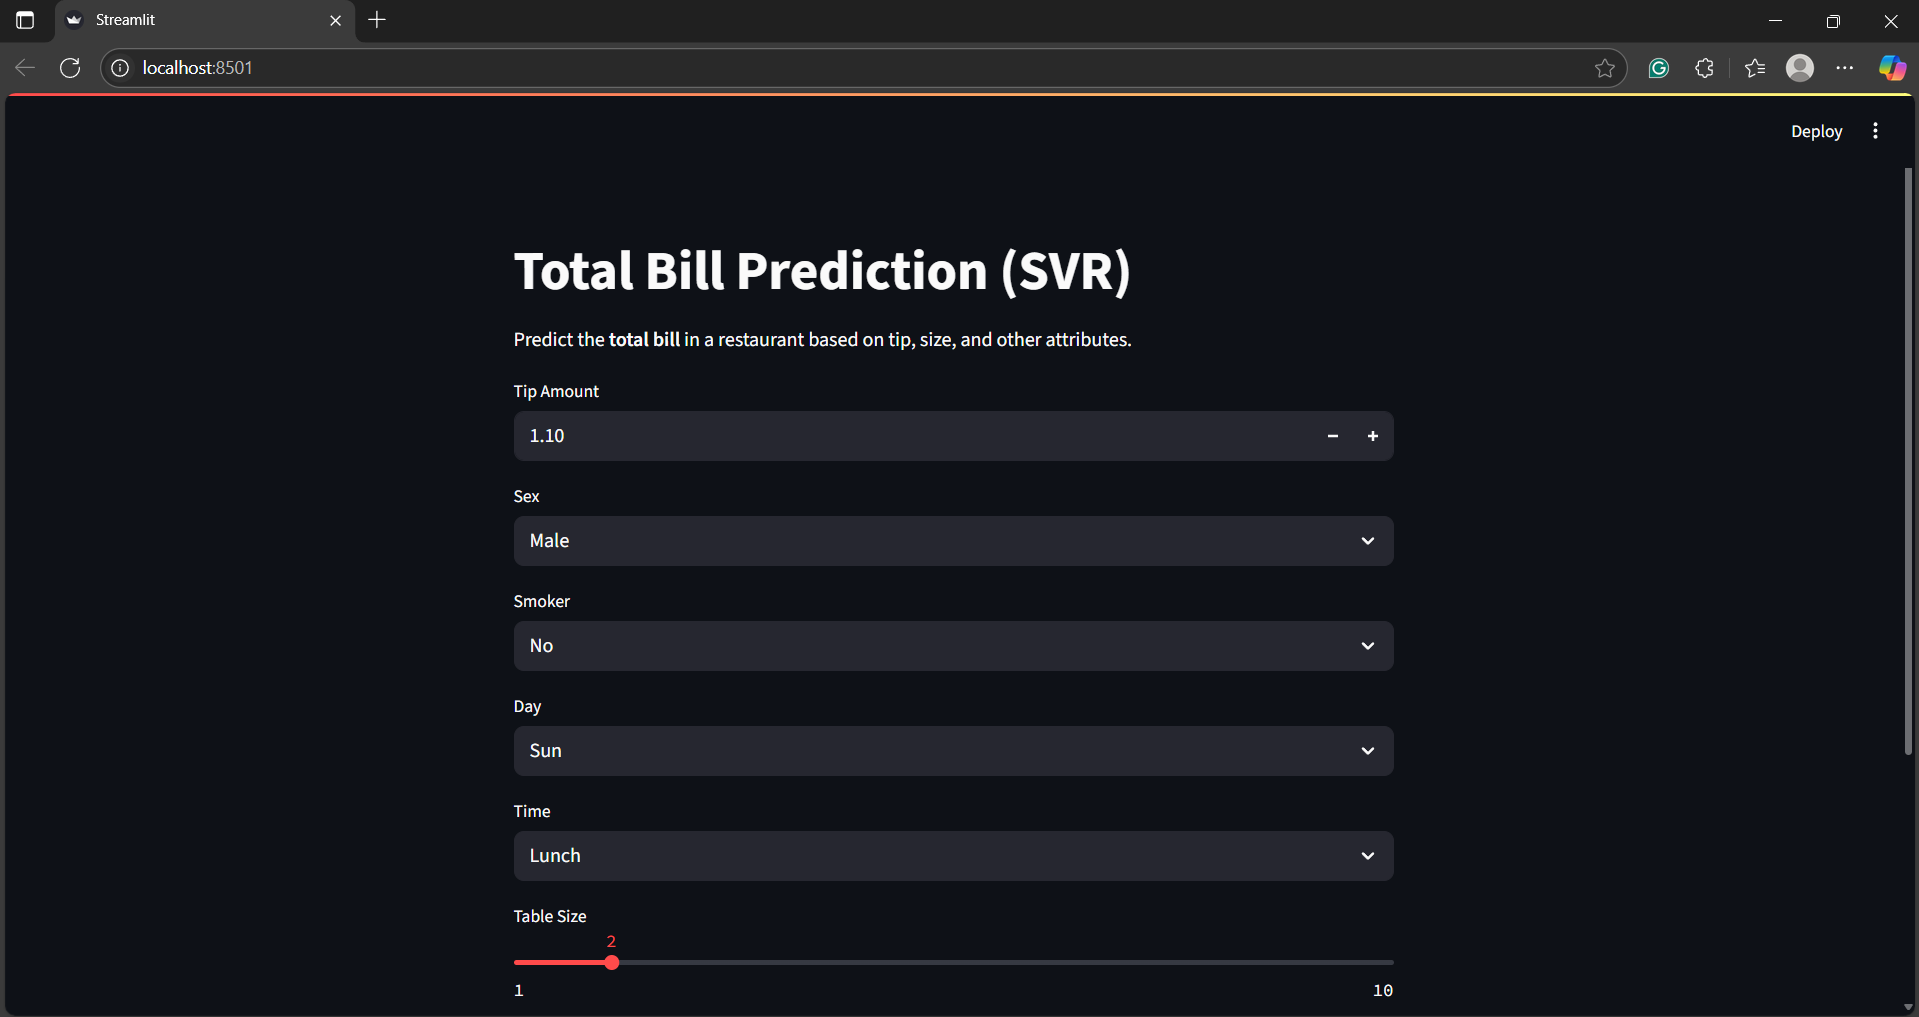 Streamlit
localhost:8501
Deploy
Total Bill Prediction (SVR)
Predict the total bill in a restaurant based on tip, size, and other attributes.
Tip Amount
1.10
Sex
Male
Smoker
No
Day
Sun
Time
Lunch
Table Size
2
1 10